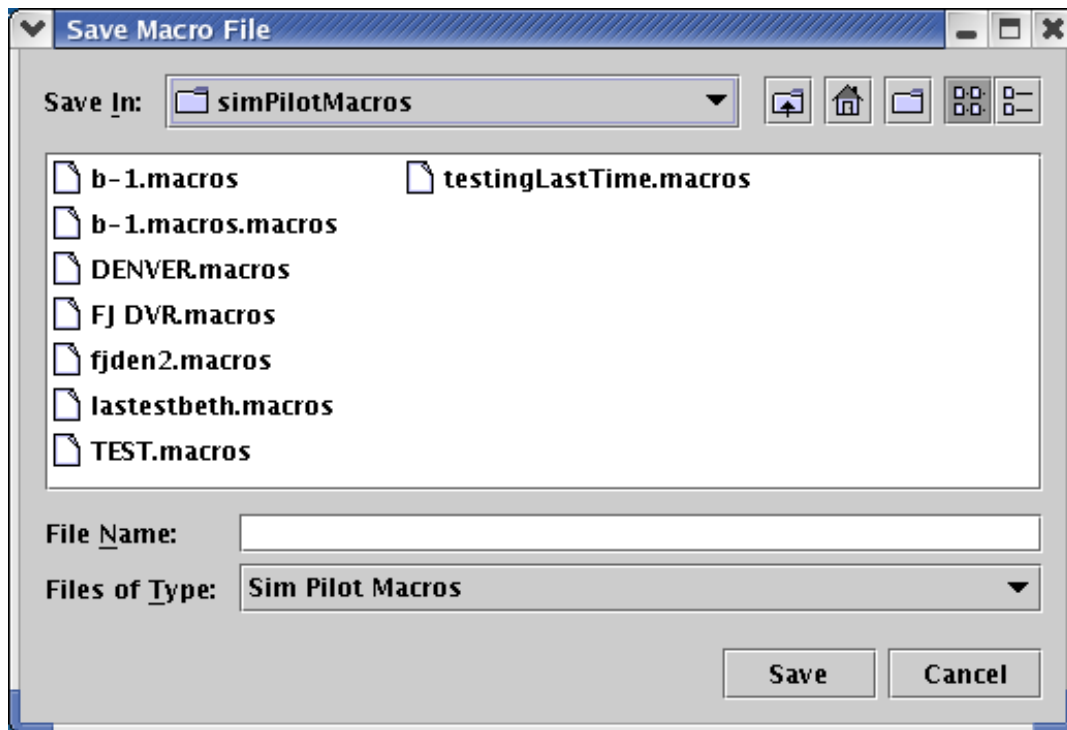 Save Macro File
Save In: simPilotMacros
b-1.macros
b-1.macros.macros
DENVER.macros
FJ DVR.macros
fjden2.macros
lastestbeth.macros
TEST.macros
testingLastTime.macros
File Name:
Files of Type: Sim Pilot Macros
Save Cancel